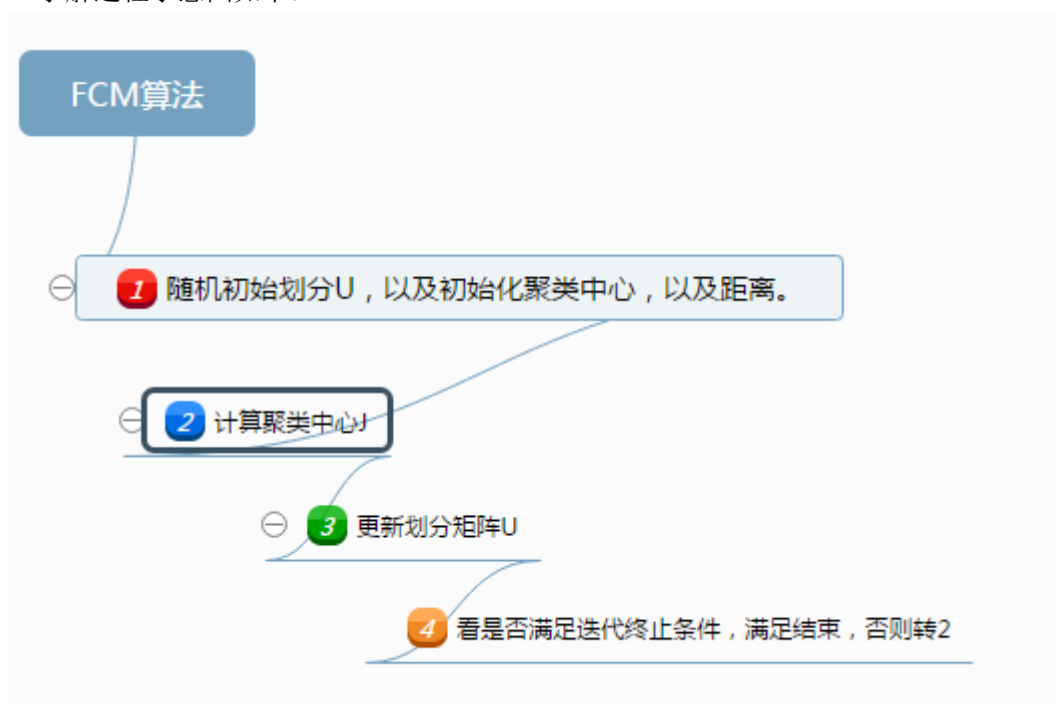 FCM算法
1 随机初始划分U，以及初始化聚类中心，以及距离。
2 计算聚类中心J
3 更新划分矩阵U
4 看是否满足迭代终止条件，满足结束，否则转2